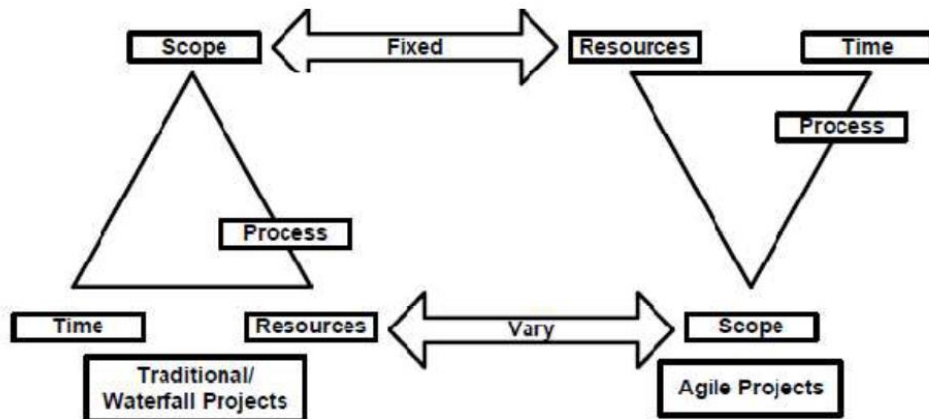 Scope
Fixed
Resources
Time
Process
Process
Time
Resources
Vary
Scope
Traditional/
Waterfall Projects
Agile Projects